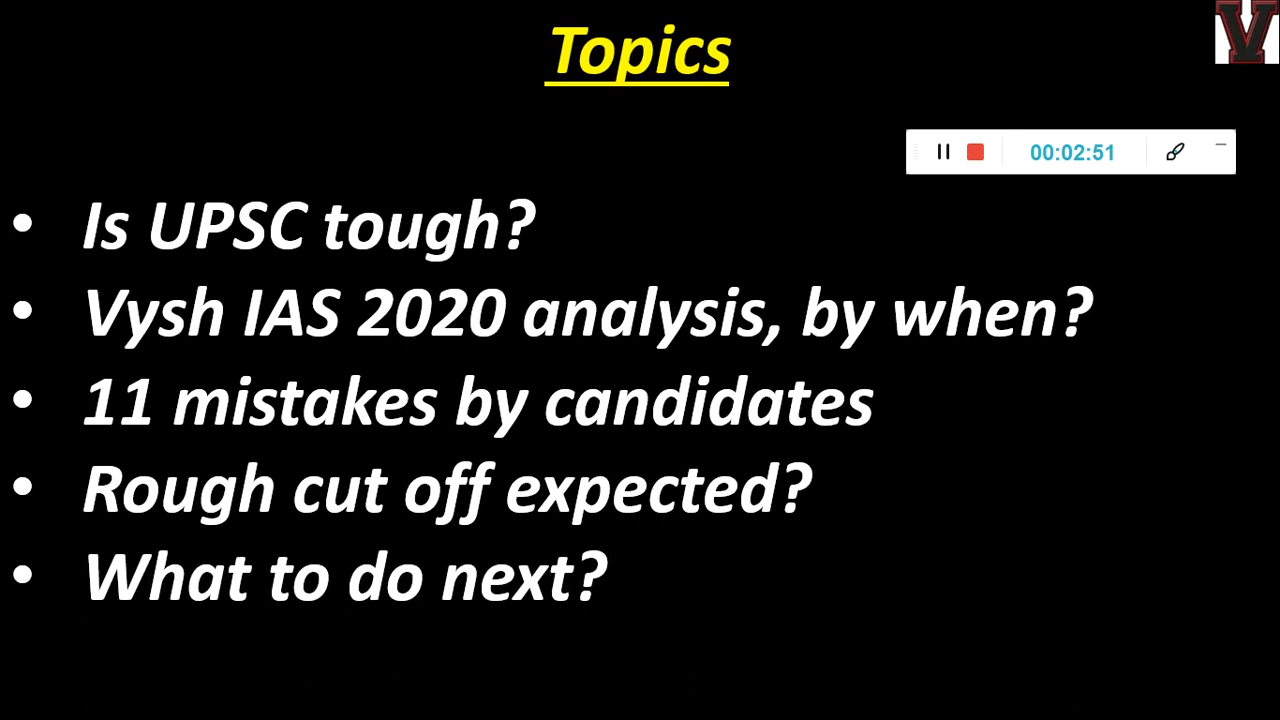 Topics
V
00:02:51
• Is UPSC tough?
• Vysh IAS 2020 analysis, by when?
• 11 mistakes by candidates
• Rough cut off expected?
• What to do next?